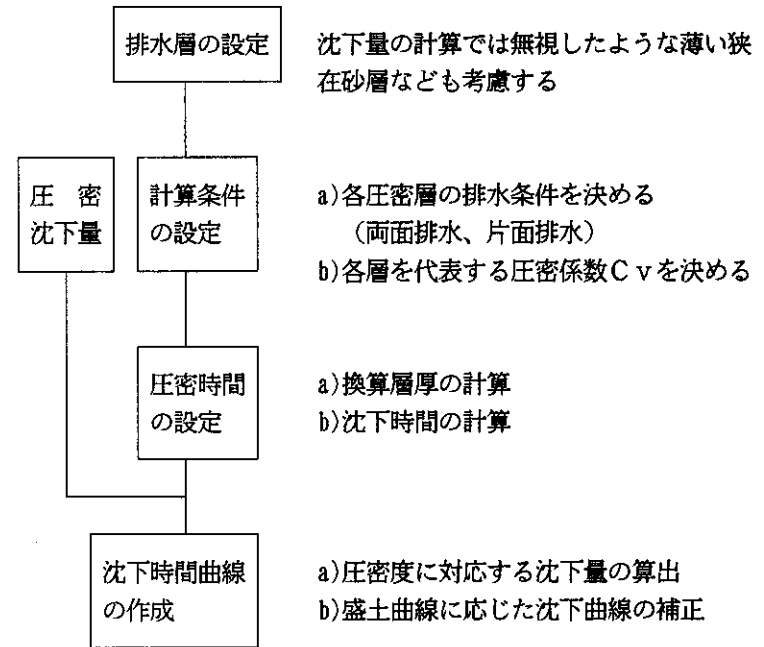 排水層の設定
沈下量の計算では無視したような薄い狭
在砂層なども考慮する
圧　密
沈下量
計算条件
の設定
a)各圧密層の排水条件を決める
（両面排水、片面排水）
b)各層を代表する圧密係数Ｃｖを決める
圧密時間
の設定
a)換算層厚の計算
b)沈下時間の計算
沈下時間曲線
の作成
a)圧密度に対応する沈下量の算出
b)盛土曲線に応じた沈下曲線の補正